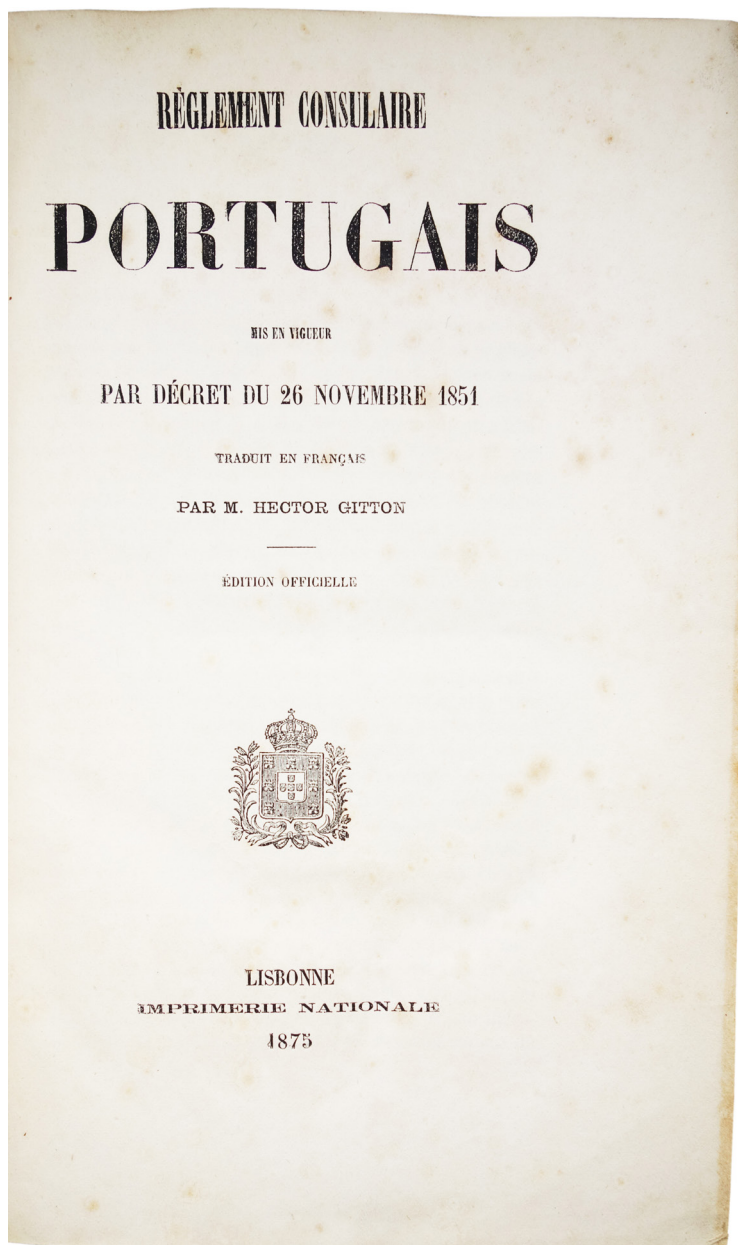 RÈGLEMENT CONSULAIRE
PORTUGAIS
MIS EN VIGUEUR
PAR DÉCRET DU 26 NOVEMBRE 1851
TRADUIT EN FRANÇAIS
PAR M. HECTOR GITTON
ÉDITION OFFICIELLE
LISBONNE
IMPRIMERIE NATIONALE
1875